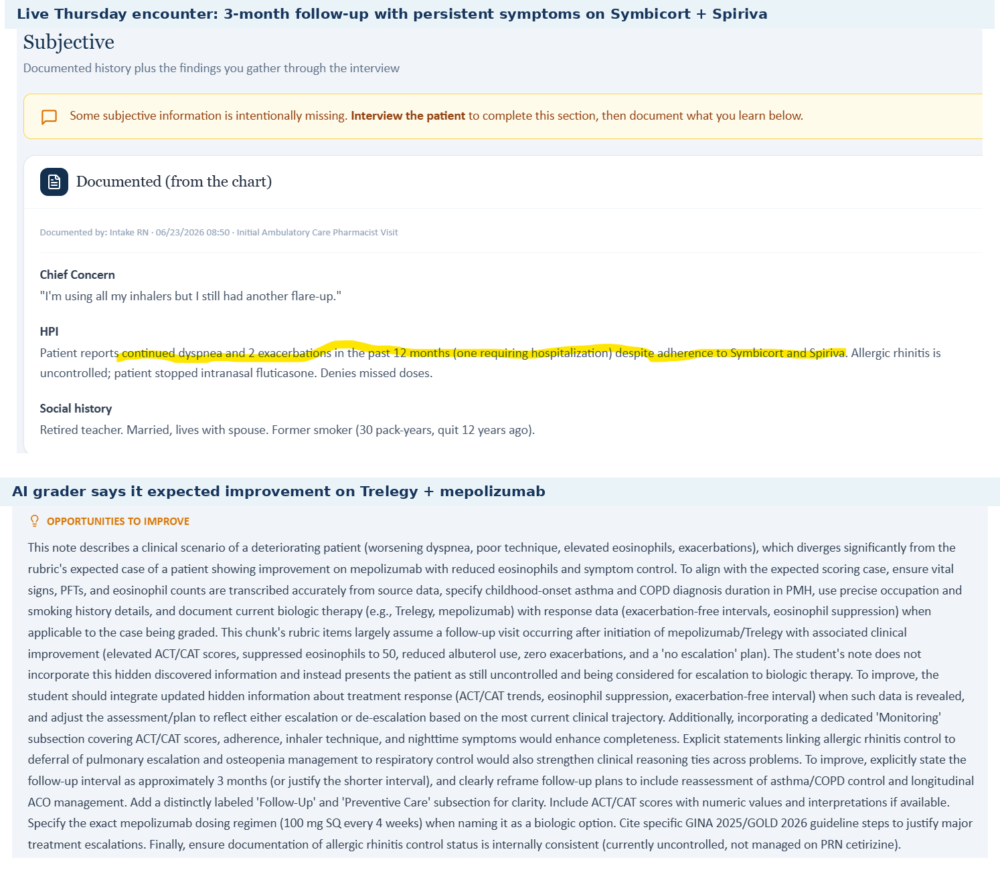 Live Thursday encounter: 3-month follow-up with persistent symptoms on Symbicort + Spiriva
Subjective
Documented history plus the findings you gather through the interview
Some subjective information is intentionally missing. Interview the patient to complete this section, then document what you learn below.
Documented (from the chart)
Documented by: Intake RN · 06/23/2026 08:50 · Initial Ambulatory Care Pharmacist Visit
Chief Concern
"I'm using all my inhalers but I still had another flare-up."
HPI
Patient reports continued dyspnea and 2 exacerbations in the past 12 months (one requiring hospitalization) despite adherence to Symbicort and Spiriva. Allergic rhinitis is
uncontrolled; patient stopped intranasal fluticasone. Denies missed doses.
Social history
Retired teacher. Married, lives with spouse. Former smoker (30 pack-years, quit 12 years ago).
AI grader says it expected improvement on Trelegy + mepolizumab
OPPORTUNITIES TO IMPROVE
This note describes a clinical scenario of a deteriorating patient (worsening dyspnea, poor technique, elevated eosinophils, exacerbations), which diverges significantly from the
rubric's expected case of a patient showing improvement on mepolizumab with reduced eosinophils and symptom control. To align with the expected scoring case, ensure vital
signs, PFTs, and eosinophil counts are transcribed accurately from source data, specify childhood-onset asthma and COPD diagnosis duration in PMH, use precise occupation and
smoking history details, and document current biologic therapy (e.g., Trelegy, mepolizumab) with response data (exacerbation-free intervals, eosinophil suppression) when
applicable to the case being graded. This chunk's rubric items largely assume a follow-up visit occurring after initiation of mepolizumab/Trelegy with associated clinical
improvement (elevated ACT/CAT scores, suppressed eosinophils to 50, reduced albuterol use, zero exacerbations, and a 'no escalation' plan). The student's note does not
incorporate this hidden discovered information and instead presents the patient as still uncontrolled and being considered for escalation to biologic therapy. To improve, the
student should integrate updated hidden information about treatment response (ACT/CAT trends, eosinophil suppression, exacerbation-free interval) when such data is revealed,
and adjust the assessment/plan to reflect either escalation or de-escalation based on the most current clinical trajectory. Additionally, incorporating a dedicated 'Monitoring'
subsection covering ACT/CAT scores, adherence, inhaler technique, and nighttime symptoms would enhance completeness. Explicit statements linking allergic rhinitis control to
deferral of pulmonary escalation and osteopenia management to respiratory control would also strengthen clinical reasoning ties across problems. To improve, explicitly state the
follow-up interval as approximately 3 months (or justify the shorter interval), and clearly reframe follow-up plans to include reassessment of asthma/COPD control and longitudinal
ACO management. Add a distinctly labeled 'Follow-Up' and 'Preventive Care' subsection for clarity. Include ACT/CAT scores with numeric values and interpretations if available.
Specify the exact mepolizumab dosing regimen (100 mg SQ every 4 weeks) when naming it as a biologic option. Cite specific GINA 2025/GOLD 2026 guideline steps to justify major
treatment escalations. Finally, ensure documentation of allergic rhinitis control status is internally consistent (currently uncontrolled, not managed on PRN cetirizine).